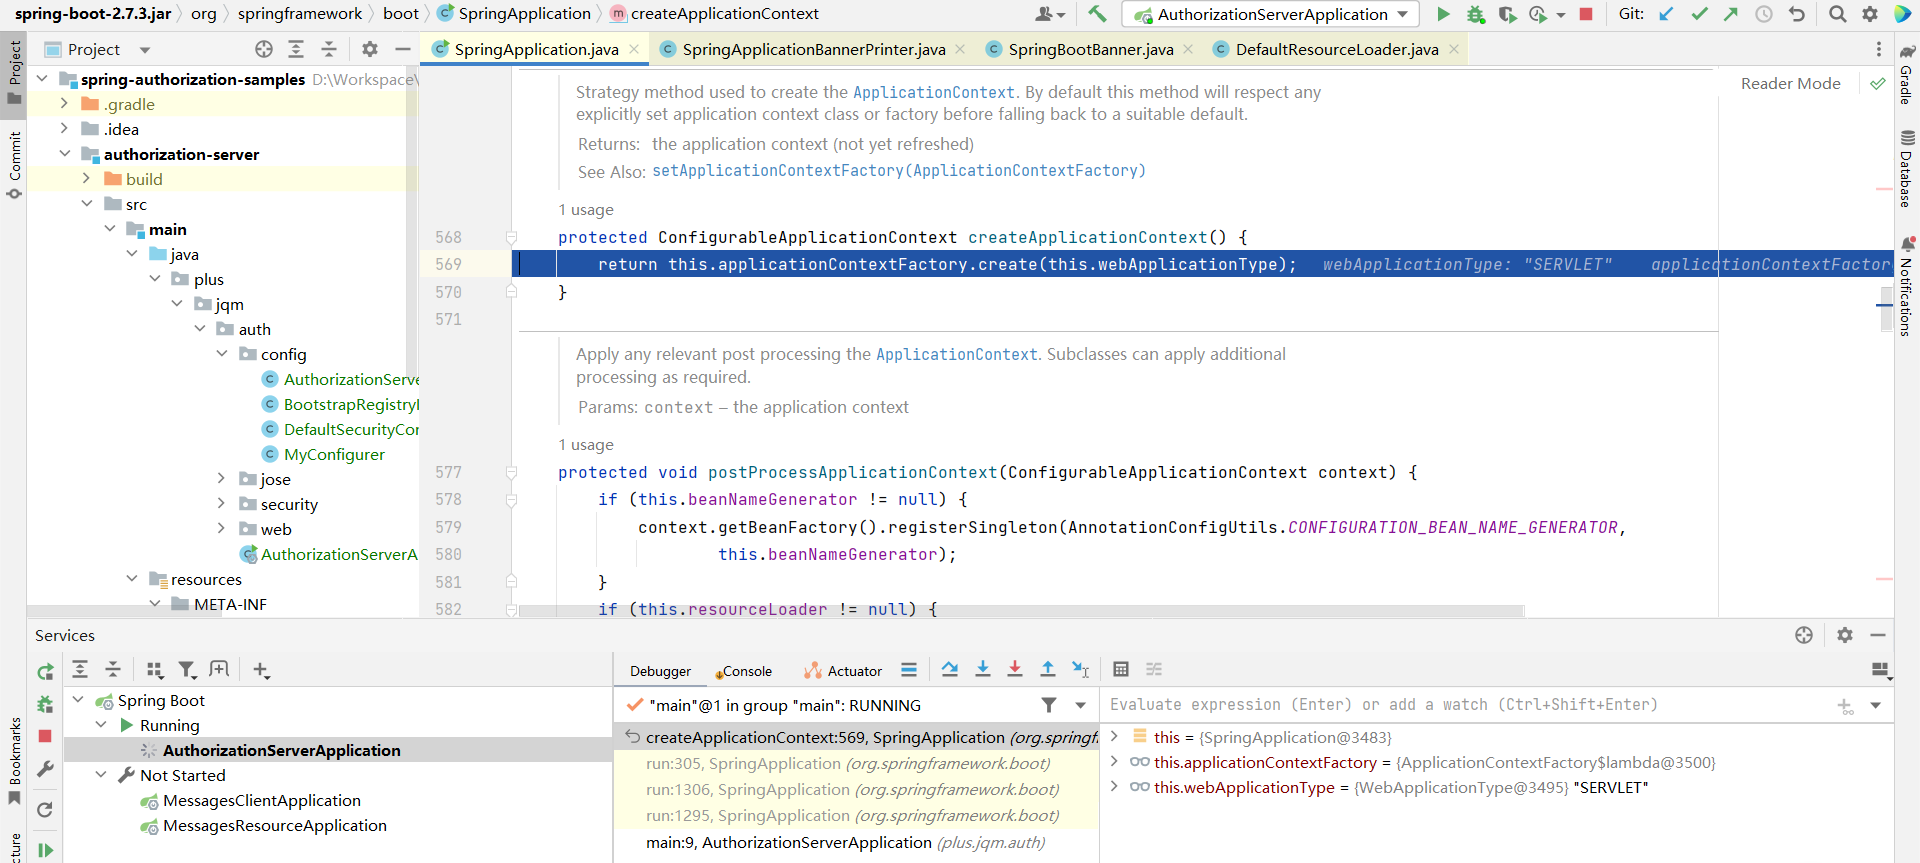 spring-boot-2.7.3.jar org springframework boot SpringApplication createApplicationContext AuthorizationServerApplication Git:
Project
SpringApplication.java SpringApplicationBannerPrinter.java SpringBootBanner.java DefaultResourceLoader.java
Project
Commit
Bookmarks
cture
Gradle
Database
Notifications
spring-authorization-samples D:\Workspace\
.gradle
.idea
authorization-server
build
src
main
java
plus
jqm
auth
config
AuthorizationServe
BootstrapRegistryI
DefaultSecurityCor
MyConfigurer
jose
security
web
AuthorizationServerA
resources
META-INF
Reader Mode
Strategy method used to create the ApplicationContext. By default this method will respect any
explicitly set application context class or factory before falling back to a suitable default.
Returns: the application context (not yet refreshed)
See Also: setApplicationContextFactory(ApplicationContextFactory)
1 usage
568 protected ConfigurableApplicationContext createApplicationContext() {
569 return this.applicationContextFactory.create(this.webApplicationType); webApplicationType: "SERVLET" applicationContextFactor
570 }
571
Apply any relevant post processing the ApplicationContext. Subclasses can apply additional
processing as required.
Params: context – the application context
1 usage
577 protected void postProcessApplicationContext(ConfigurableApplicationContext context) {
578 if (this.beanNameGenerator != null) {
579 context.getBeanFactory().registerSingleton(AnnotationConfigUtils.CONFIGURATION_BEAN_NAME_GENERATOR,
580 this.beanNameGenerator);
581 }
582 if (this.resourceLoader != null) {
Services
Spring Boot
Running
AuthorizationServerApplication
Not Started
MessagesClientApplication
MessagesResourceApplication
Debugger Console Actuator
"main"@1 in group "main": RUNNING
createApplicationContext:569, SpringApplication (org.springf
run:305, SpringApplication (org.springframework.boot)
run:1306, SpringApplication (org.springframework.boot)
run:1295, SpringApplication (org.springframework.boot)
main:9, AuthorizationServerApplication (plus.jqm.auth)
Evaluate expression (Enter) or add a watch (Ctrl+Shift+Enter)
this = {SpringApplication@3483}
this.applicationContextFactory = {ApplicationContextFactory$lambda@3500}
this.webApplicationType = {WebApplicationType@3495} "SERVLET"